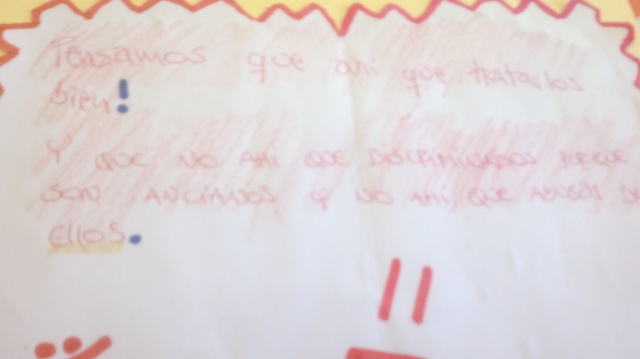 Pensamos que ahi que tratarlos
bien!
Y QUE NO AHI QUE DISCRIMINARLOS PORQUE
SON ANCIANOS Y NO AHI QUE ABUSAR DE
Ellos.